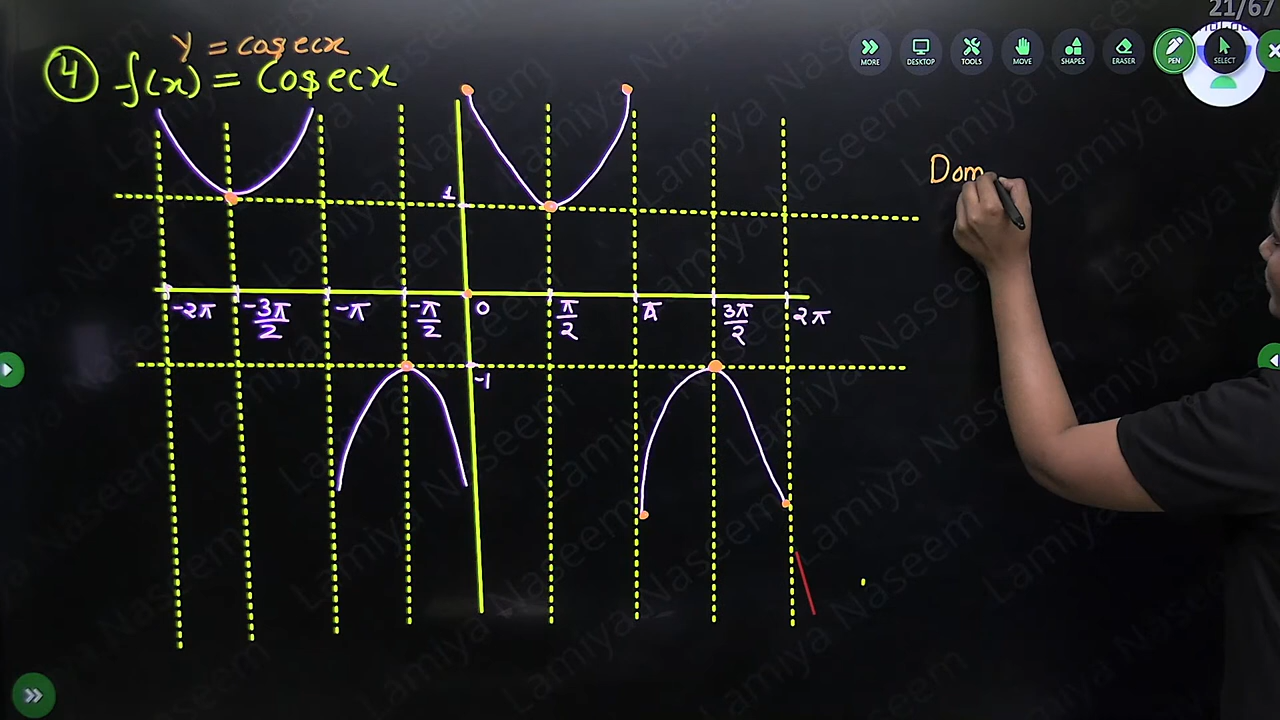 21/67
y = cosecx
4 f(x) = Cosecx
MORE DESKTOP TOOLS MOVE SHAPES ERASER PEN SELECT
Dom
1
-2π -3π/2 -π -π/2 0 π/2 π 3π/2 2π
-1
Lamiya Naseem